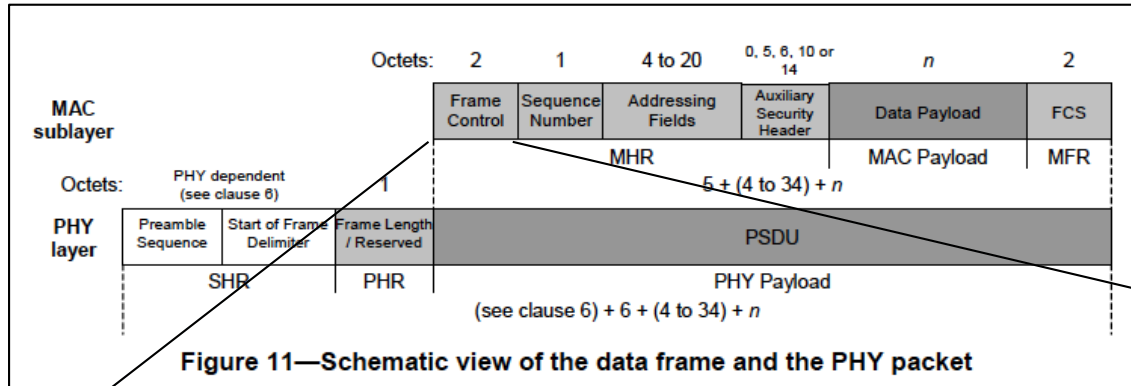 Octets: 2 1 4 to 20 0, 5, 6, 10 or 14 n 2
MAC sublayer
Frame Control
Sequence Number
Addressing Fields
Auxiliary Security Header
Data Payload
FCS
MHR MAC Payload MFR
Octets: PHY dependent (see clause 6) 1 5 + (4 to 34) + n
PHY layer
Preamble Sequence
Start of Frame Delimiter
Frame Length / Reserved
PSDU
SHR PHR PHY Payload
(see clause 6) + 6 + (4 to 34) + n
Figure 11—Schematic view of the data frame and the PHY packet